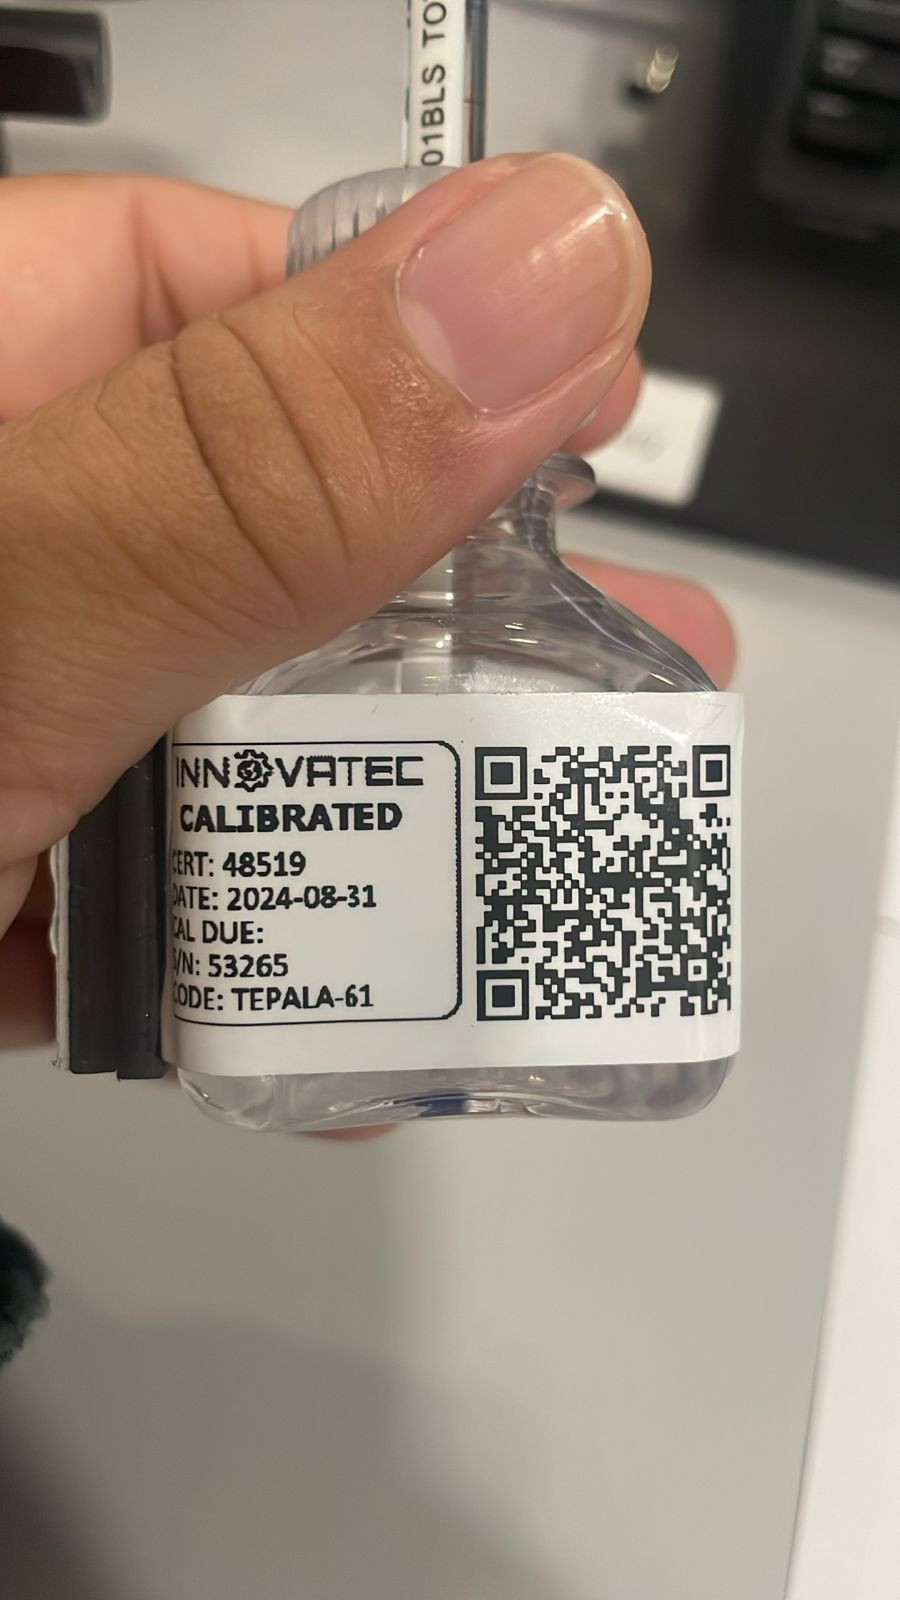 01BLS TO
INNOVATEC
CALIBRATED
CERT: 48519
DATE: 2024-08-31
CAL DUE:
S/N: 53265
CODE: TEPALA-61